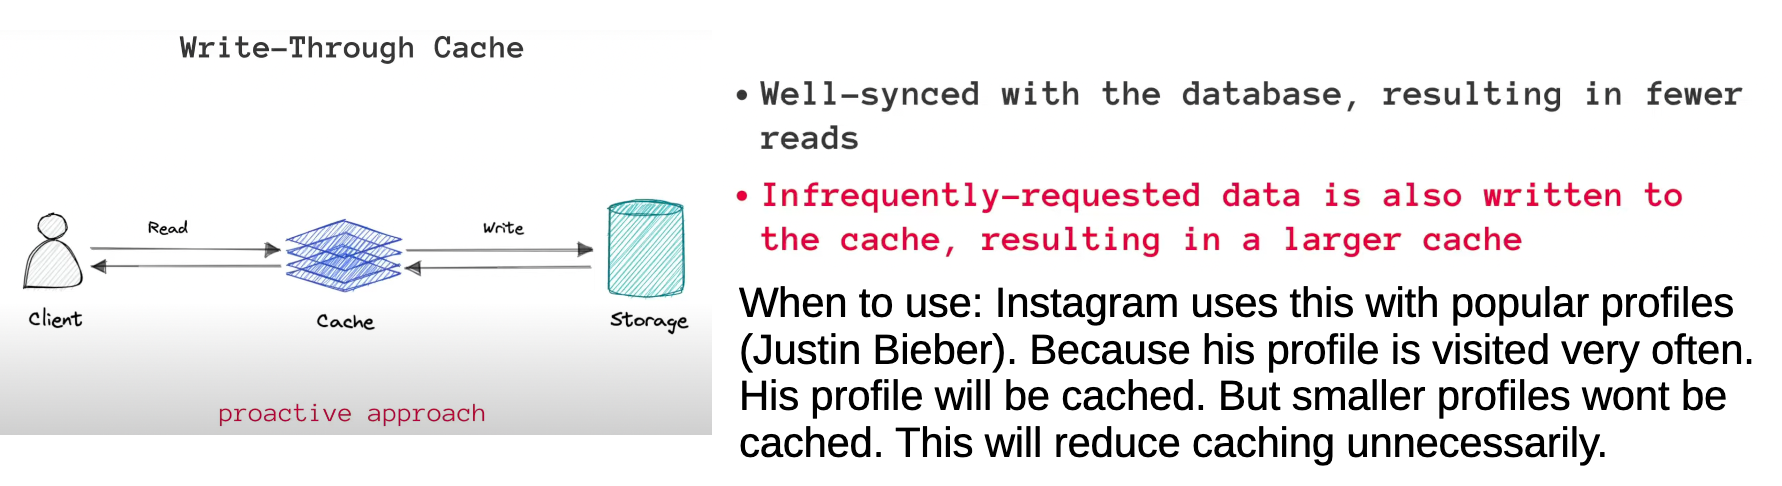 Write-Through Cache
• Well-synced with the database, resulting in fewer
reads
• Infrequently-requested data is also written to
the cache, resulting in a larger cache
Read
Write
Client
Cache
Storage
proactive approach
When to use: Instagram uses this with popular profiles
(Justin Bieber). Because his profile is visited very often.
His profile will be cached. But smaller profiles wont be
cached. This will reduce caching unnecessarily.